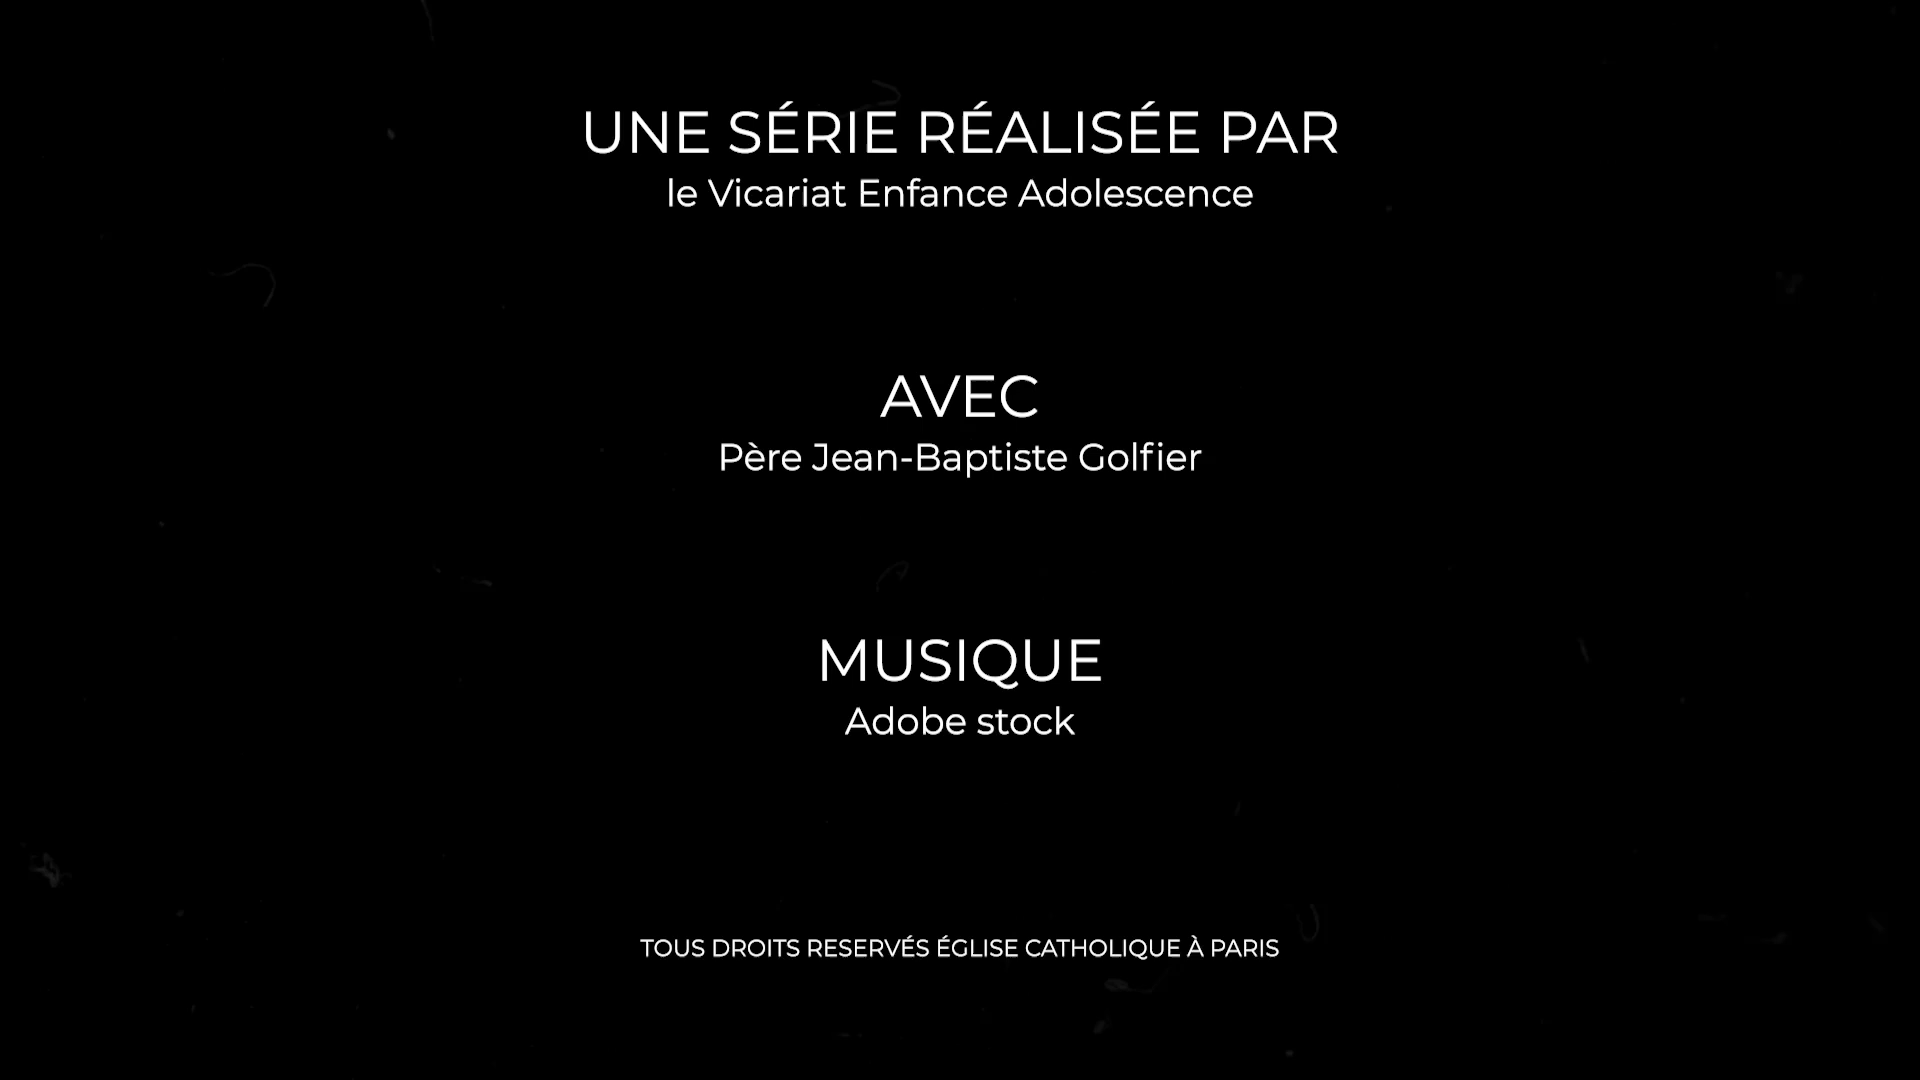 UNE SÉRIE RÉALISÉE PAR
le Vicariat Enfance Adolescence
AVEC
Père Jean-Baptiste Golfier
MUSIQUE
Adobe stock
TOUS DROITS RESERVÉS ÉGLISE CATHOLIQUE À PARIS